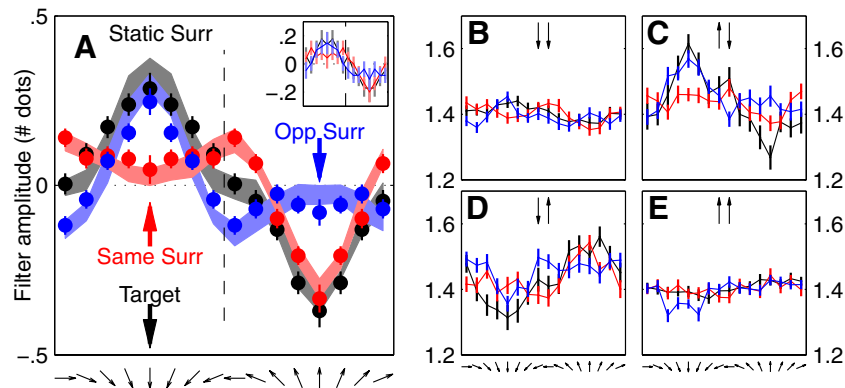 A
Static Surr
.2
0
−.2
Opp Surr
Same Surr
Target
Filter amplitude (# dots)
0.5
0
−.5
B
C
1.6
1.4
1.2
D
E
1.6
1.4
1.2
1.6
1.4
1.2
1.6
1.4
1.2